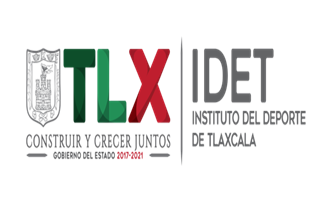 TLX
CONSTRUIR Y CRECER JUNTOS
GOBIERNO DEL ESTADO 2017-2021
IDET
INSTITUTO DEL DEPORTE
DE TLAXCALA